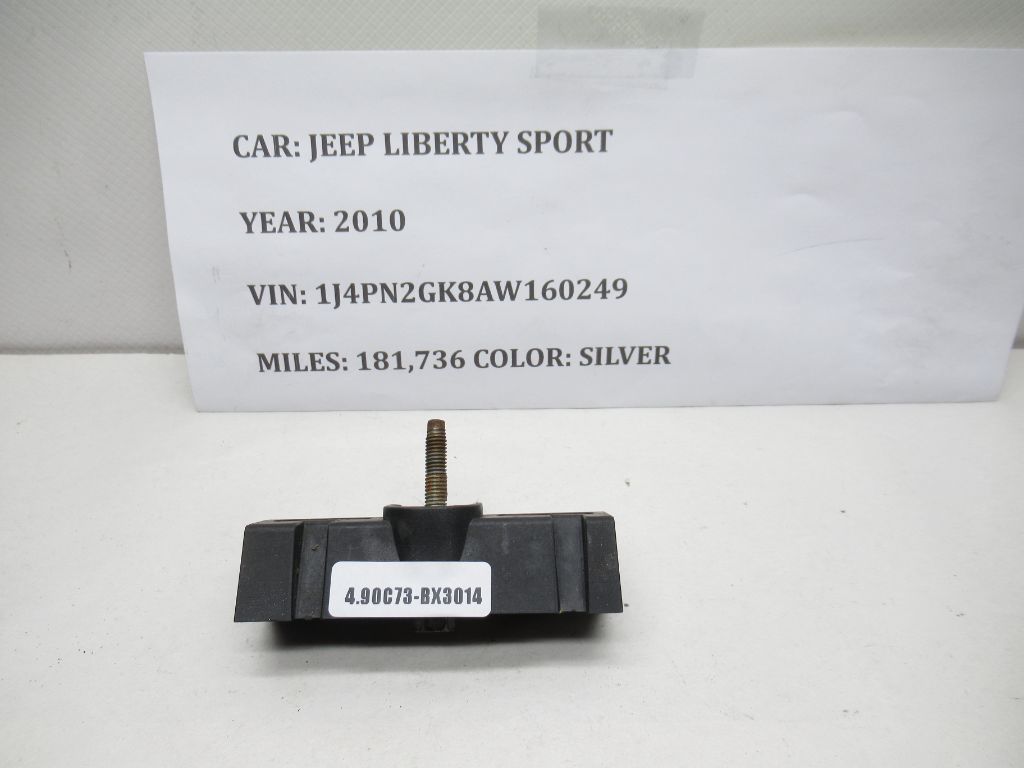 CAR: JEEP LIBERTY SPORT
YEAR: 2010
VIN: 1J4PN2GK8AW160249
MILES: 181,736 COLOR: SILVER
4.90C73-BX3014